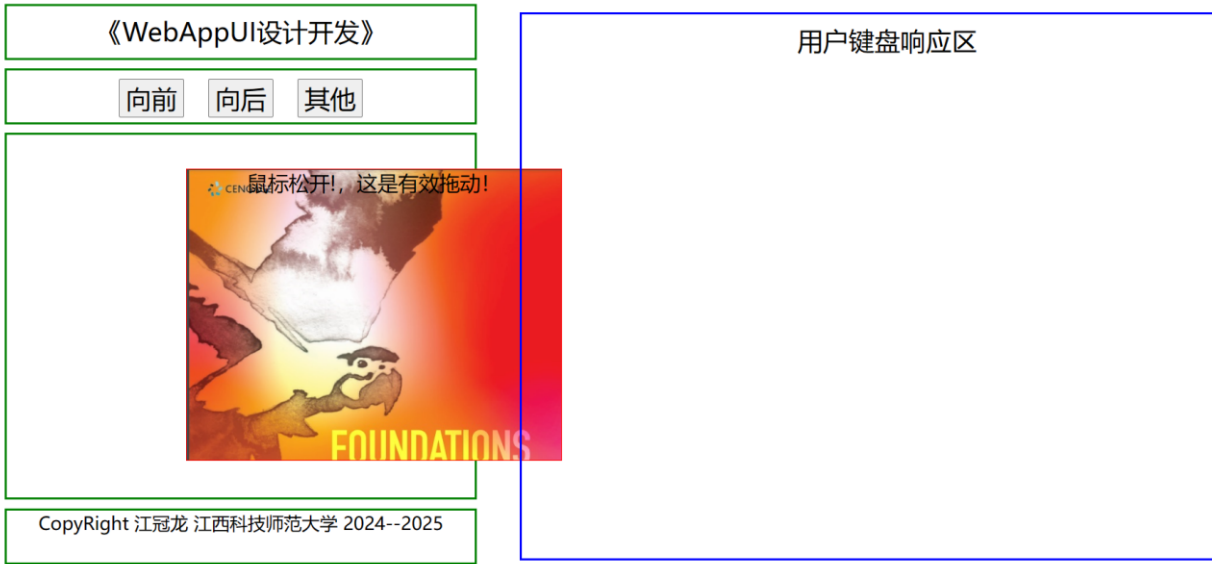 《WebAppUI设计开发》
用户键盘响应区
向前 向后 其他
鼠标松开!，这是有效拖动!
FOUNDATIONS
CopyRight 江冠龙 江西科技师范大学 2024--2025